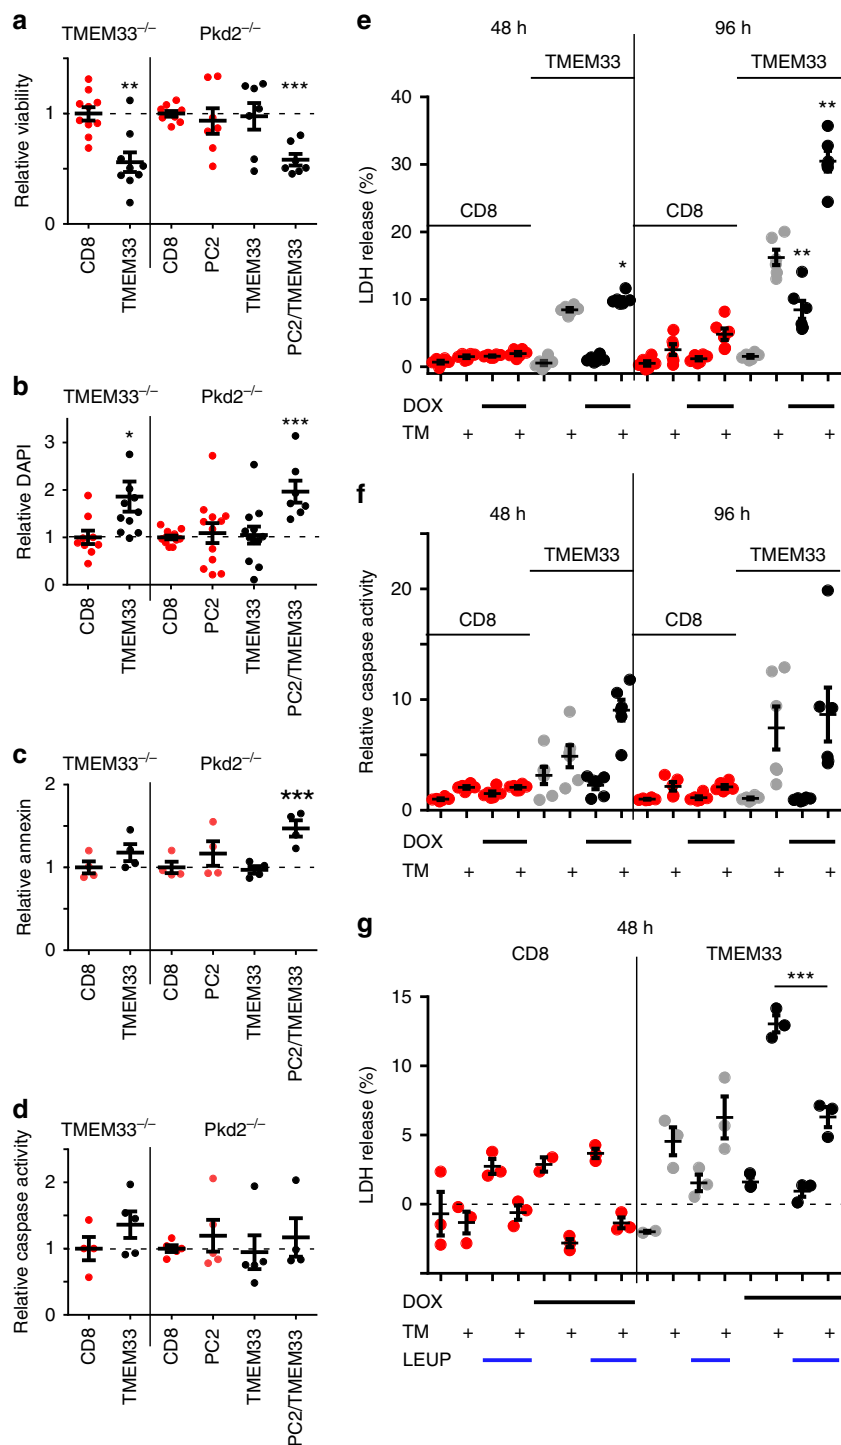 a
TMEM33−/− Pkd2−/−
**
***
Relative viability
1
0
CD8
TMEM33
CD8
PC2
TMEM33
PC2/TMEM33
b
TMEM33−/− Pkd2−/−
*
***
Relative DAPI
3
2
1
0
CD8
TMEM33
CD8
PC2
TMEM33
PC2/TMEM33
c
TMEM33−/− Pkd2−/−
***
Relative annexin
2
1
0
CD8
TMEM33
CD8
PC2
TMEM33
PC2/TMEM33
d
TMEM33−/− Pkd2−/−
Relative caspase activity
2
1
0
CD8
TMEM33
CD8
PC2
TMEM33
PC2/TMEM33
e
48 h 96 h
TMEM33 TMEM33
CD8 CD8
*
**
**
LDH release (%)
40
30
20
10
0
DOX
TM + + + + + + + +
f
48 h 96 h
TMEM33 TMEM33
CD8 CD8
Relative caspase activity
20
10
0
DOX
TM + + + + + + + +
g
48 h
CD8 TMEM33
***
LDH release (%)
15
10
5
0
DOX
TM + + + + + + + +
LEUP